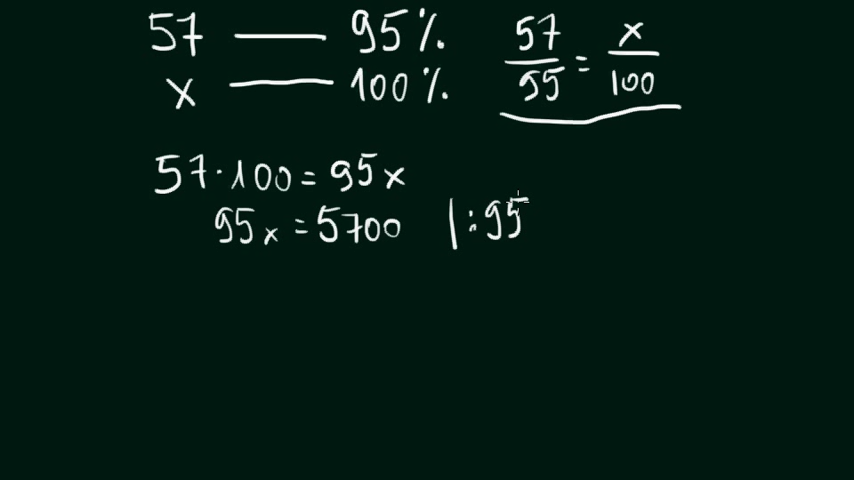 57 — 95%
x — 100%
57/95 = x/100
57·100=95x
95x=5700 |:95